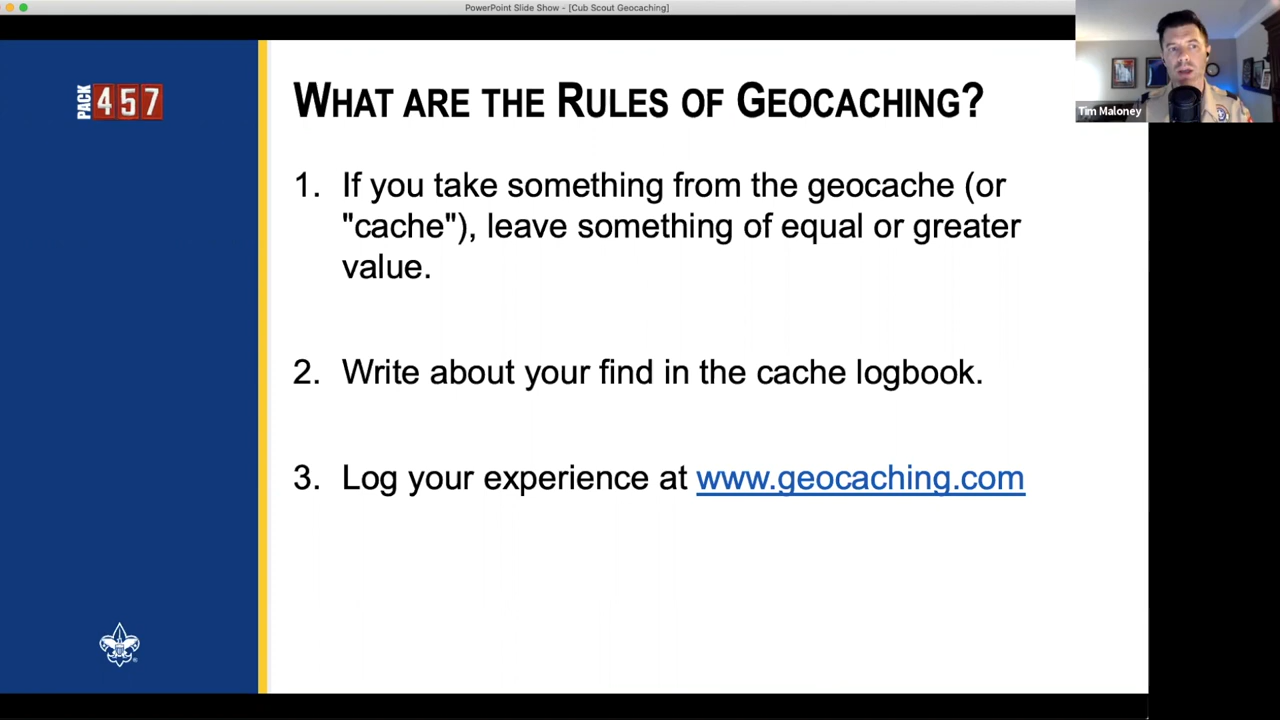 PowerPoint Slide Show - [Cub Scout Geocaching]
PACK 457
WHAT ARE THE RULES OF GEOCACHING?
Tim Maloney
1. If you take something from the geocache (or
"cache"), leave something of equal or greater
value.
2. Write about your find in the cache logbook.
3. Log your experience at www.geocaching.com
®